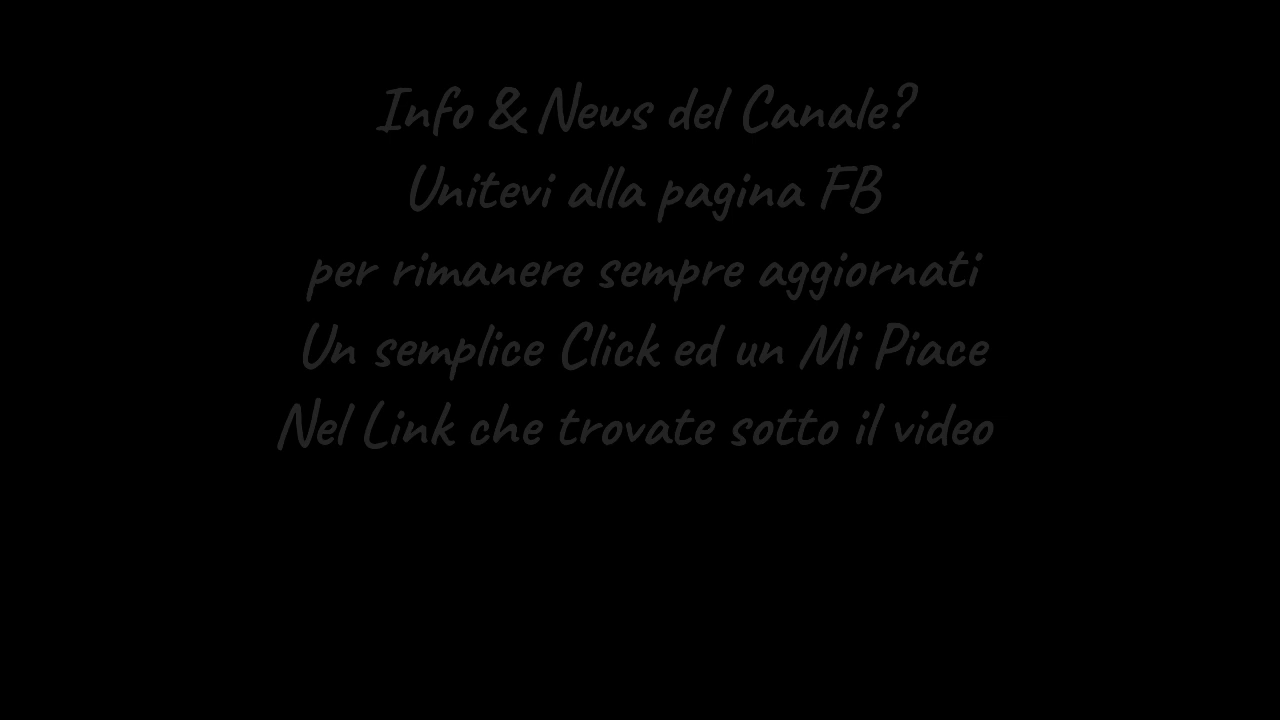 Info & News del Canale?
Unitevi alla pagina FB
per rimanere sempre aggiornati
Un semplice Click ed un Mi Piace
Nel Link che trovate sotto il video